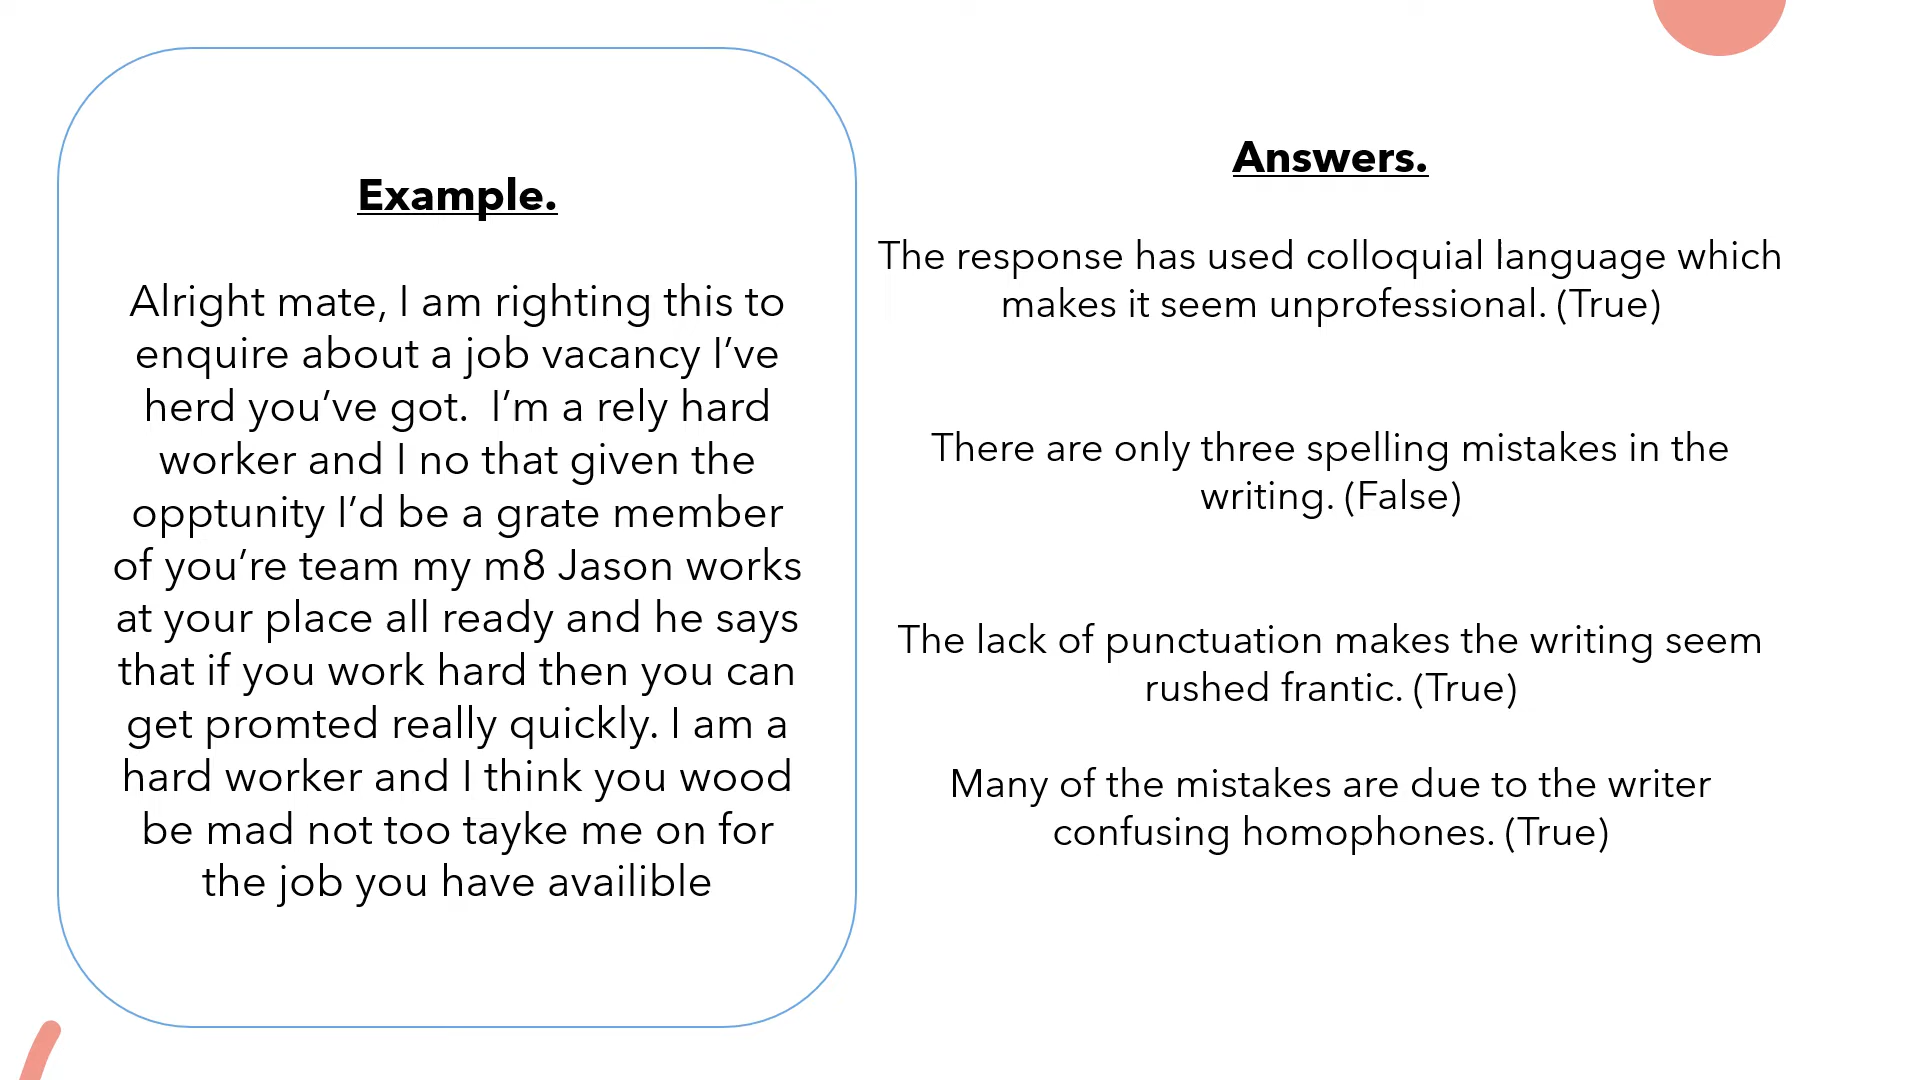 Example.
Alright mate, I am righting this to
enquire about a job vacancy I’ve
herd you’ve got.  I’m a rely hard
worker and I no that given the
opptunity I’d be a grate member
of you’re team my m8 Jason works
at your place all ready and he says
that if you work hard then you can
get promted really quickly. I am a
hard worker and I think you wood
be mad not too tayke me on for
the job you have availible
Answers.
The response has used colloquial language which
makes it seem unprofessional. (True)
There are only three spelling mistakes in the
writing. (False)
The lack of punctuation makes the writing seem
rushed frantic. (True)
Many of the mistakes are due to the writer
confusing homophones. (True)